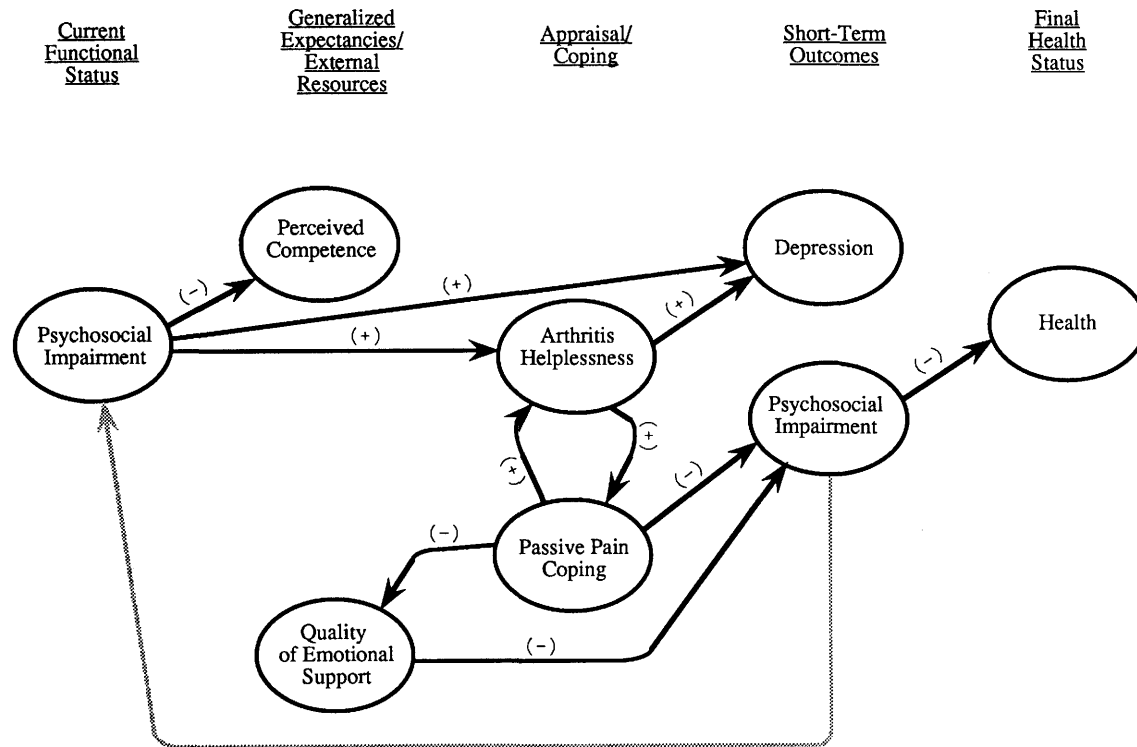 Current
Functional
Status
Generalized
Expectancies/
External
Resources
Appraisal/
Coping
Short-Term
Outcomes
Final
Health
Status
Perceived
Competence
Depression
(-)
(+)
(+)
Psychosocial
Impairment
(+)
Arthritis
Helplessness
Health
(-)
Psychosocial
Impairment
(+)
(+)
(-)
(-)
Passive Pain
Coping
Quality
of Emotional
Support
(-)